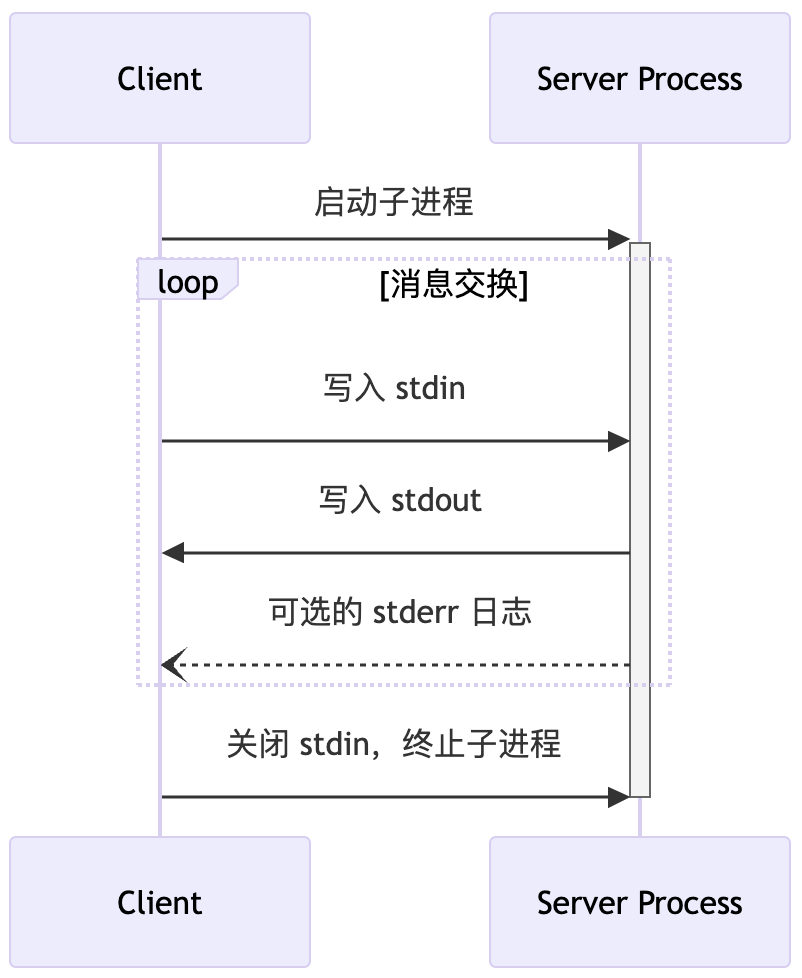 Client
Server Process
启动子进程
loop
[消息交换]
写入 stdin
写入 stdout
可选的 stderr 日志
关闭 stdin，终止子进程
Client
Server Process